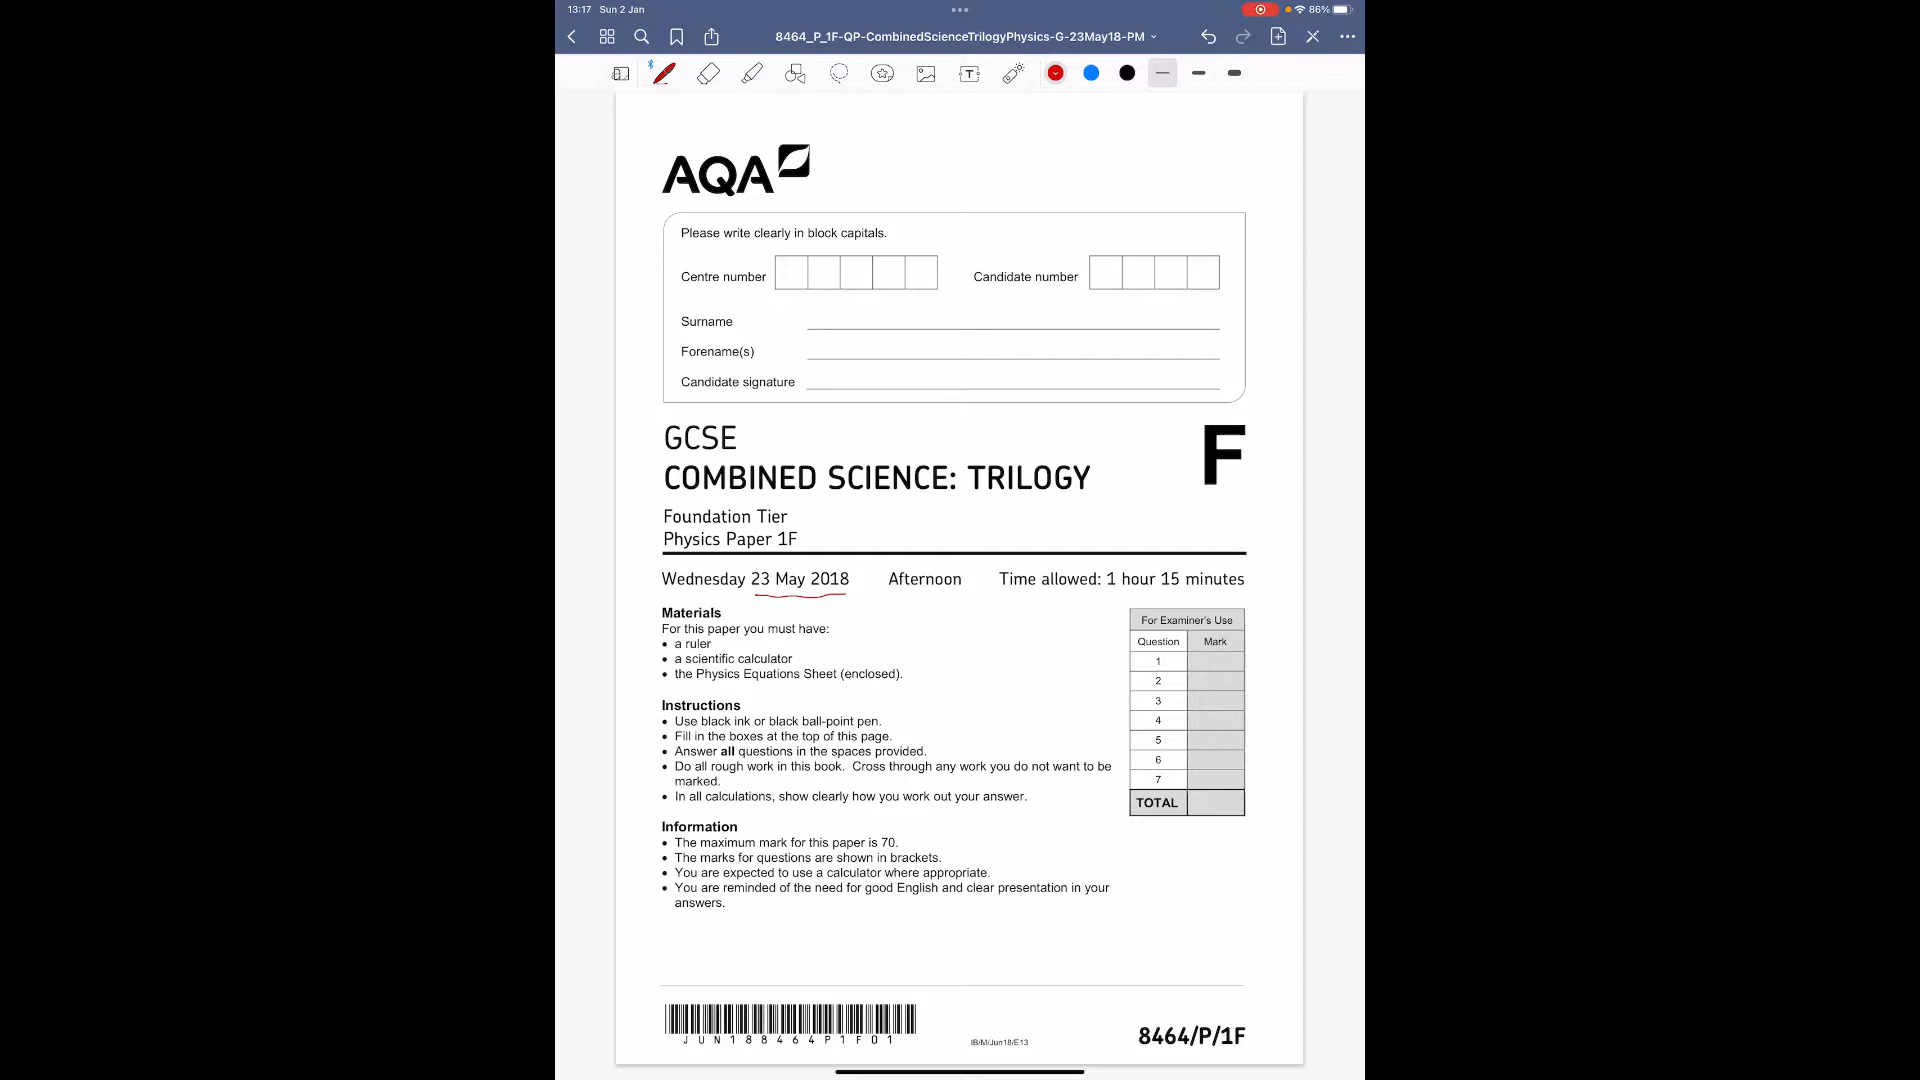 13:17 Sun 2 Jan
86%
8464_P_1F-QP-CombinedScienceTrilogyPhysics-G-23May18-PM
T
AQA
Please write clearly in block capitals.
Centre number
Candidate number
Surname
Forename(s)
Candidate signature
GCSE
F
COMBINED SCIENCE: TRILOGY
Foundation Tier
Physics Paper 1F
Wednesday 23 May 2018 Afternoon Time allowed: 1 hour 15 minutes
Materials
For this paper you must have:
• a ruler
• a scientific calculator
• the Physics Equations Sheet (enclosed).
Instructions
• Use black ink or black ball-point pen.
• Fill in the boxes at the top of this page.
• Answer all questions in the spaces provided.
• Do all rough work in this book. Cross through any work you do not want to be
marked.
• In all calculations, show clearly how you work out your answer.
Information
• The maximum mark for this paper is 70.
• The marks for questions are shown in brackets.
• You are expected to use a calculator where appropriate.
• You are reminded of the need for good English and clear presentation in your
answers.
For Examiner's Use
Question Mark
1
2
3
4
5
6
7
TOTAL
JUN188464P1F01
IB/M/Jun18/E13
8464/P/1F